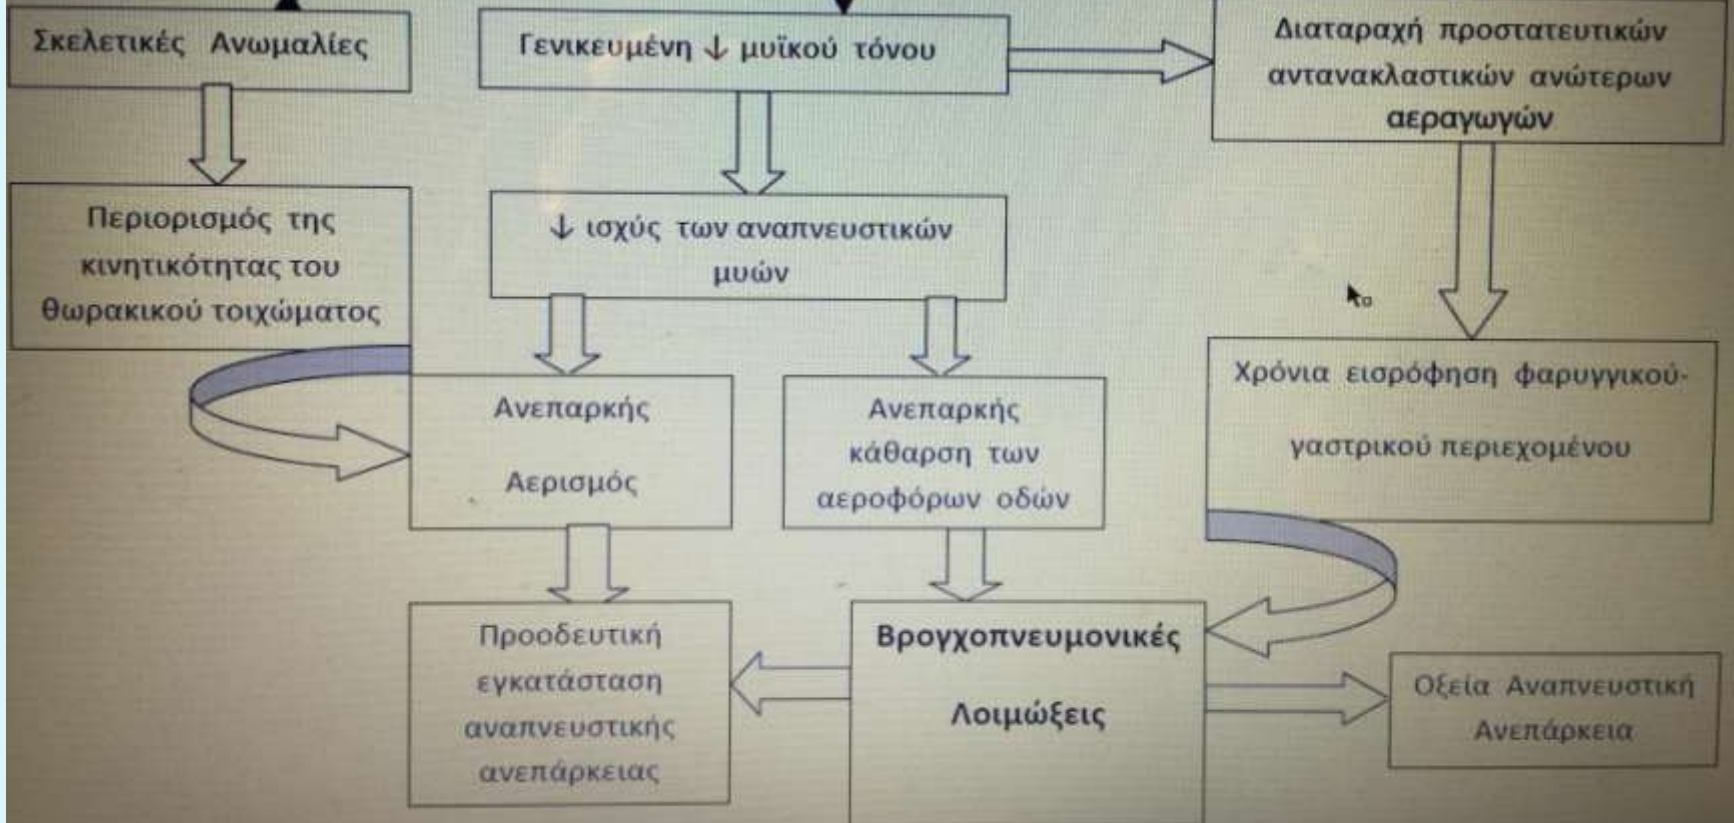 Σκελετικές Ανωμαλίες
Γενικευμένη ↓ μυϊκού τόνου
Διαταραχή προστατευτικών
αντανακλαστικών ανώτερων
αεραγωγών
Περιορισμός της
κινητικότητας του
θωρακικού τοιχώματος
↓ ισχύς των αναπνευστικών
μυών
Χρόνια εισρόφηση φαρυγγικού-
γαστρικού περιεχομένου
Ανεπαρκής
Αερισμός
Ανεπαρκής
κάθαρση των
αεροφόρων οδών
Προοδευτική
εγκατάσταση
αναπνευστικής
ανεπάρκειας
Βρογχοπνευμονικές
Λοιμώξεις
Οξεία Αναπνευστική
Ανεπάρκεια